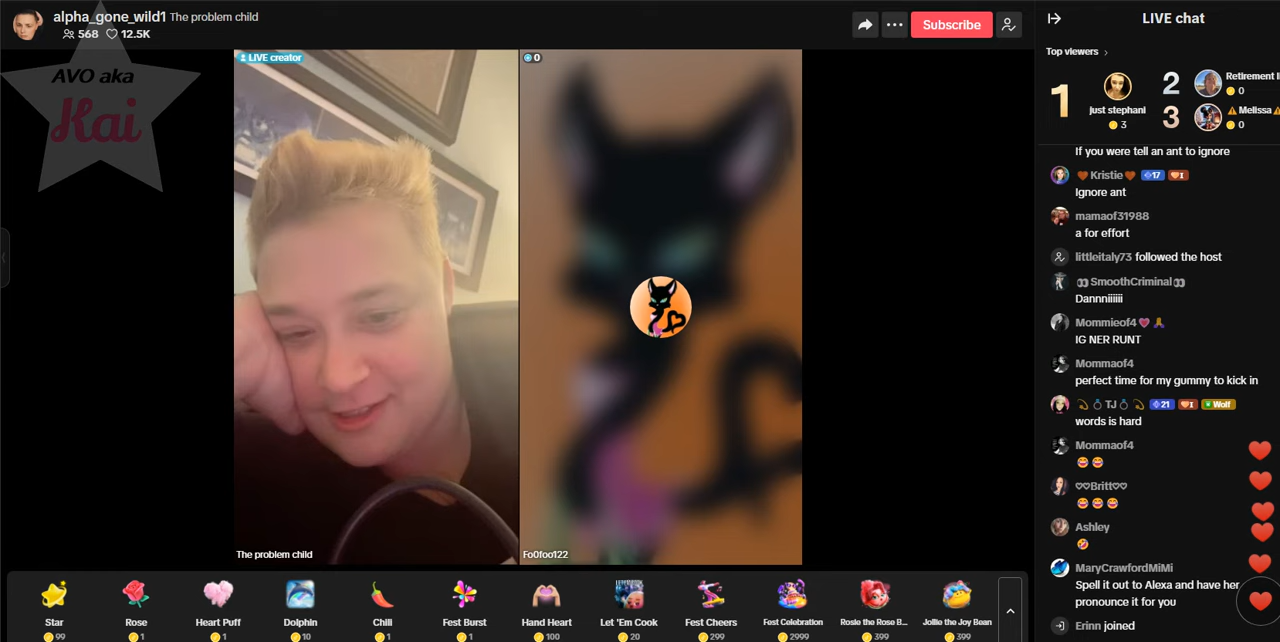 alpha_gone_wild1 The problem child
568 12.5K
Subscribe
AVO aka
Kai
LIVE creator
0
The problem child
Fo0foo122
LIVE chat
Top viewers
1
just stephani
3
2
Retirement
0
3
Melissa
0
If you were tell an ant to ignore
Kristie 17 I
Ignore ant
mamaof31988
a for effort
littleitaly73 followed the host
SmoothCriminal
Dannniiiiii
Mommieof4
IG NER RUNT
Mommaof4
perfect time for my gummy to kick in
TJ 21 I Wolf
words is hard
Mommaof4
Britt
Ashley
MaryCrawfordMiMi
Spell it out to Alexa and have her
pronounce it for you
Erinn joined
Star
99
Rose
1
Heart Puff
1
Dolphin
10
Chili
1
Fest Burst
1
Hand Heart
100
Let 'Em Cook
20
Fest Cheers
299
Fest Celebration
2999
Rosie the Rose B...
399
Jollie the Joy Bean
399